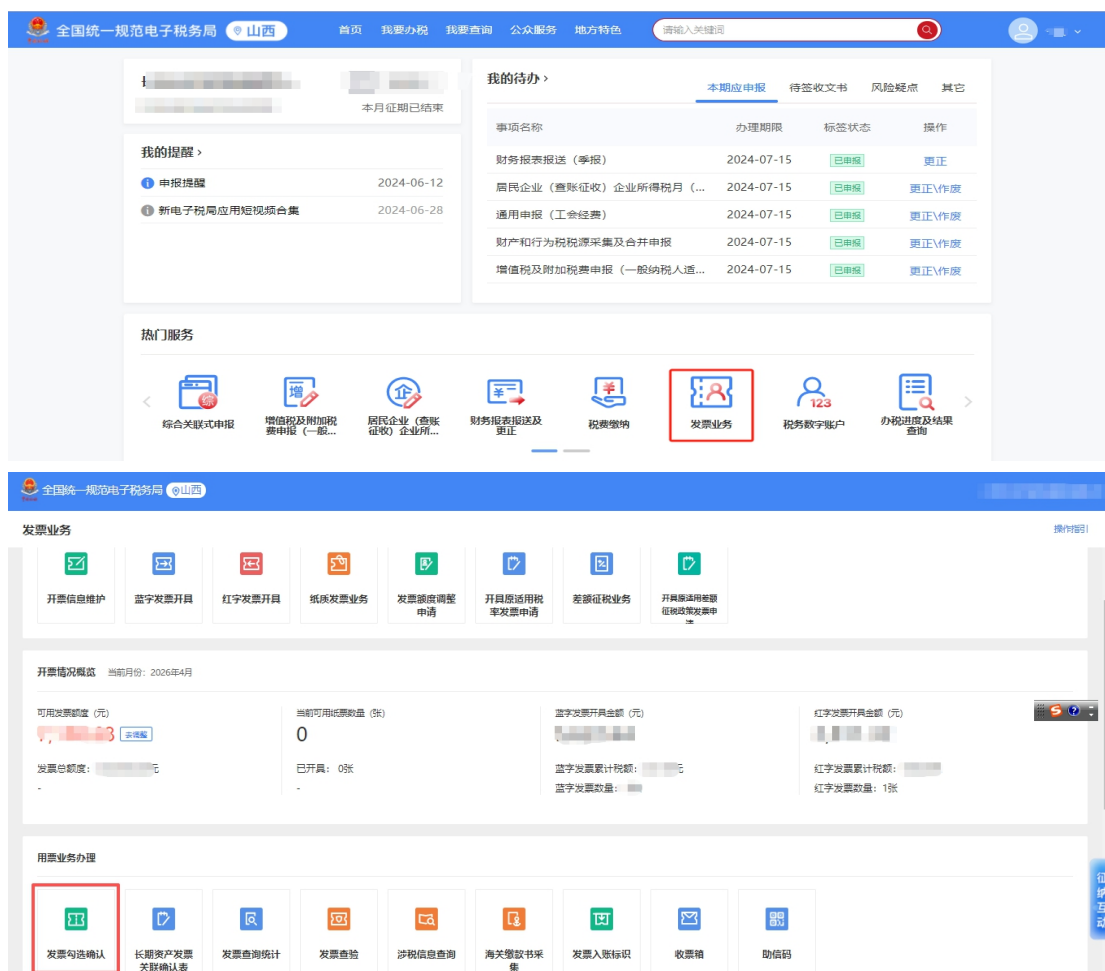 全国统一规范电子税务局 山西 首页 我要办税 我要查询 公众服务 地方特色 请输入关键词
本月征期已结束
我的提醒 ›
申报提醒 2024-06-12
新电子税局应用短视频合集 2024-06-28
我的待办 ›
本期应申报 待签收文书 风险疑点 其它
事项名称 办理期限 标签状态 操作
财务报表报送（季报） 2024-07-15 已申报 更正
居民企业（查账征收）企业所得税月（... 2024-07-15 已申报 更正\作废
通用申报（工会经费） 2024-07-15 已申报 更正\作废
财产和行为税税源采集及合并申报 2024-07-15 已申报 更正\作废
增值税及附加税费申报（一般纳税人适... 2024-07-15 已申报 更正\作废
热门服务
综
增
企
123
综合关联式申报
增值税及附加税
费申报（一般...
居民企业（查账
征收）企业所...
财务报表报送及
更正
税费缴纳
发票业务
税务数字账户
办税进度及结果
查询
全国统一规范电子税务局 山西
发票业务 操作指引
开票信息维护
蓝字发票开具
红字发票开具
纸质发票业务
发票额度调整
申请
开具原适用税
率发票申请
差额征税业务
开具原适用差额
征税政策发票申
请
开票情况概览 当前月份：2026年4月
可用发票额度（元）
去调整
发票总额度： 元
-
当前可用纸票数量（张）
0
已开具：0张
-
蓝字发票开具金额（元）
蓝字发票累计税额： 元
蓝字发票数量：
红字发票开具金额（元）
红字发票累计税额：
红字发票数量：1张
用票业务办理
发票勾选确认
长期资产发票
关联确认表
发票查询统计
发票查验
涉税信息查询
海关缴款书采
集
发票入账标识
收票箱
助信码
征纳互动